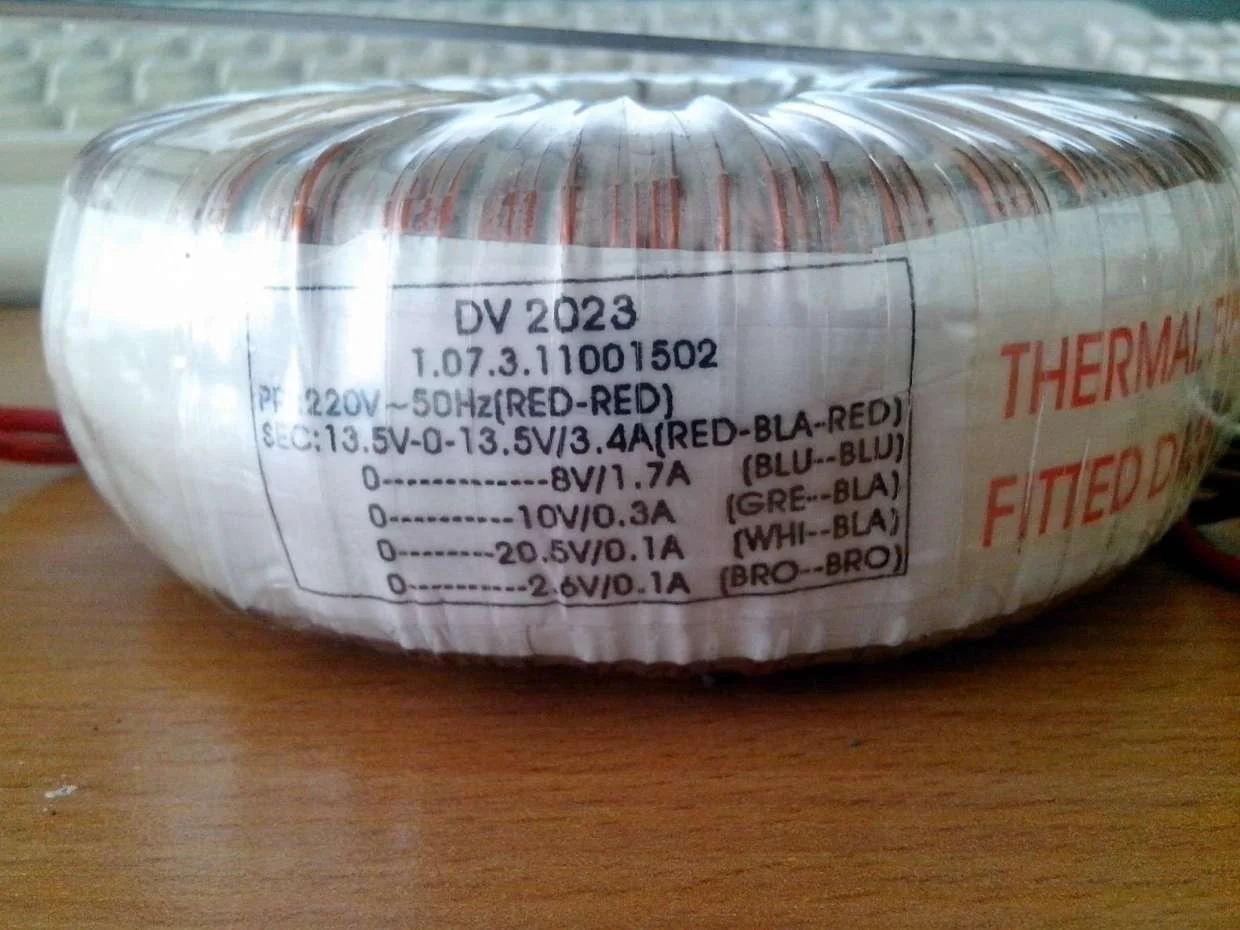 DV 2023
1.07.3.11001502
220V~50Hz(RED-RED)
SEC:13.5V-0-13.5V/3.4A(RED-BLA-RED)
0------------8V/1.7A (BLU--BLU)
0----------10V/0.3A (GRE--BLA)
0-------20.5V/0.1A (WHI--BLA)
0----------2.6V/0.1A (BRO--BRO)
THERMAL
FITTED